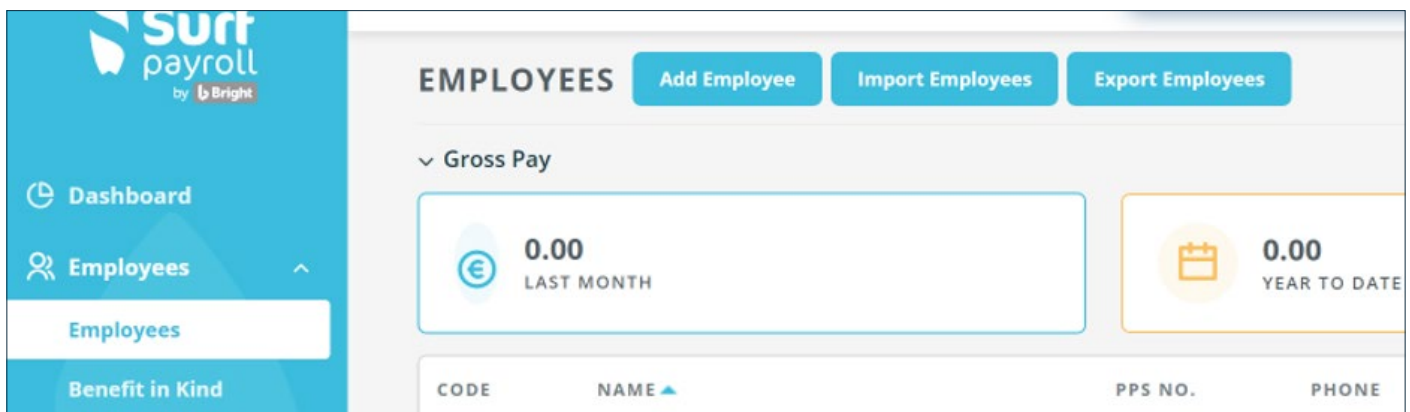 Surf
payroll
by Bright
EMPLOYEES Add Employee Import Employees Export Employees
Gross Pay
Dashboard
0.00
LAST MONTH
0.00
YEAR TO DATE
Employees
Employees
Benefit in Kind
CODE NAME PPS NO. PHONE